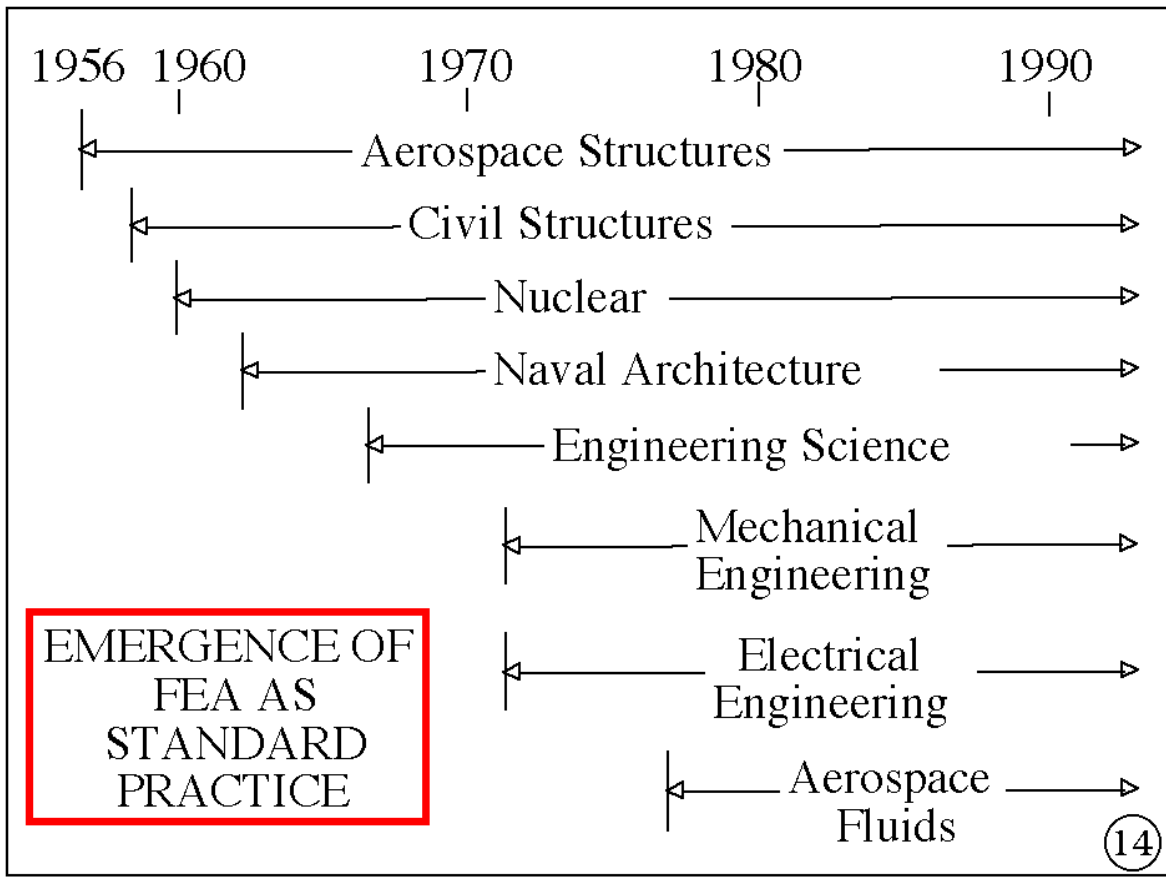 1956 1960 1970 1980 1990
Aerospace Structures
Civil Structures
Nuclear
Naval Architecture
Engineering Science
Mechanical
Engineering
Electrical
Engineering
Aerospace
Fluids
EMERGENCE OF
FEA AS
STANDARD
PRACTICE
14